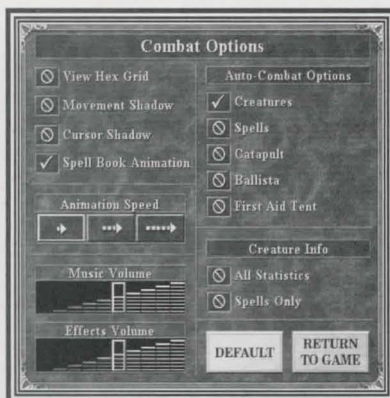 Combat Options
View Hex Grid
Movement Shadow
Cursor Shadow
Spell Book Animation
Animation Speed
Music Volume
Effects Volume
Auto-Combat Options
Creatures
Spells
Catapult
Ballista
First Aid Tent
Creature Info
All Statistics
Spells Only
DEFAULT
RETURN
TO GAME